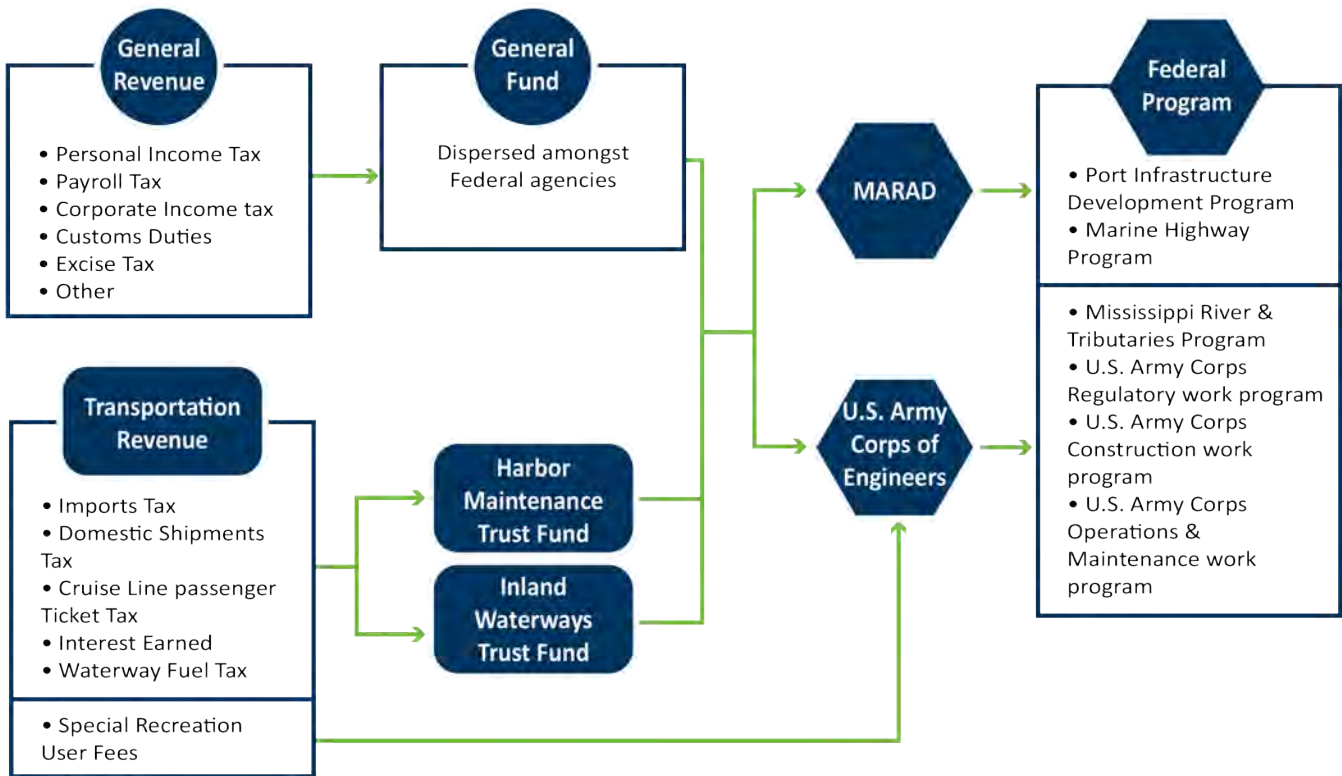 General
Revenue
• Personal Income Tax
• Payroll Tax
• Corporate Income tax
• Customs Duties
• Excise Tax
• Other
General
Fund
Dispersed amongst
Federal agencies
MARAD
Federal
Program
• Port Infrastructure
Development Program
• Marine Highway
Program
Transportation
Revenue
• Imports Tax
• Domestic Shipments
Tax
• Cruise Line passenger
Ticket Tax
• Interest Earned
• Waterway Fuel Tax
• Special Recreation
User Fees
Harbor
Maintenance
Trust Fund
Inland
Waterways
Trust Fund
U.S. Army
Corps of
Engineers
• Mississippi River &
Tributaries Program
• U.S. Army Corps
Regulatory work program
• U.S. Army Corps
Construction work
program
• U.S. Army Corps
Operations &
Maintenance work
program